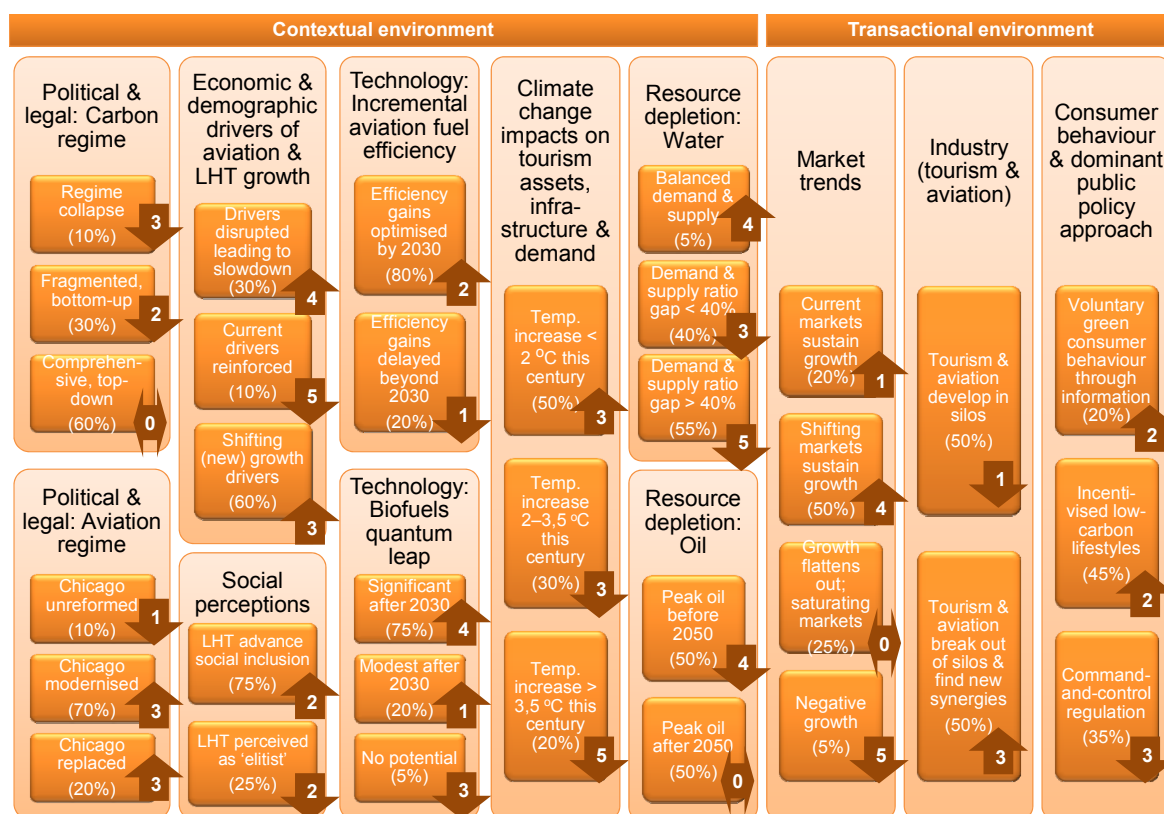 Contextual environment
Transactional environment
Political &
legal: Carbon
regime
Regime
collapse
(10%)
3
Fragmented,
bottom-up
(30%)
2
Comprehen-
sive, top-
down
(60%)
0
Political &
legal: Aviation
regime
Chicago
unreformed
(10%)
1
Chicago
modernised
(70%)
3
Chicago
replaced
(20%)
3
Economic &
demographic
drivers of
aviation &
LHT growth
Drivers
disrupted
leading to
slowdown
(30%)
4
Current
drivers
reinforced
(10%)
5
Shifting
(new) growth
drivers
(60%)
3
Social
perceptions
LHT advance
social inclusion
(75%)
2
LHT perceived
as ‘elitist’
(25%)
2
Technology:
Incremental
aviation fuel
efficiency
Efficiency
gains
optimised
by 2030
(80%)
2
Efficiency
gains
delayed
beyond
2030
(20%)
1
Technology:
Biofuels
quantum
leap
Significant
after 2030
(75%)
4
Modest after
2030
(20%)
1
No potential
(5%)
3
Climate
change
impacts on
tourism
assets,
infra-
structure &
demand
Temp.
increase <
2 ⁰C this
century
(50%)
3
Temp.
increase
2–3,5 ⁰C
this
century
(30%)
3
Temp.
increase >
3,5 ⁰C this
century
(20%)
5
Resource
depletion:
Water
Balanced
demand &
supply
(5%)
4
Demand &
supply ratio
gap < 40%
(40%)
3
Demand &
supply ratio
gap > 40%
(55%)
5
Resource
depletion:
Oil
Peak oil
before
2050
(50%)
4
Peak oil
after 2050
(50%)
0
Market
trends
Current
markets
sustain
growth
(20%)
1
Shifting
markets
sustain
growth
(50%)
4
Growth
flattens
out;
saturating
markets
(25%)
0
Negative
growth
(5%)
5
Industry
(tourism &
aviation)
Tourism &
aviation
develop in
silos
(50%)
1
Tourism &
aviation
break out
of silos &
find new
synergies
(50%)
3
Consumer
behaviour
& dominant
public
policy
approach
Voluntary
green
consumer
behaviour
through
information
(20%)
2
Incenti-
vised low-
carbon
lifestyles
(45%)
2
Command-
and-control
regulation
(35%)
3